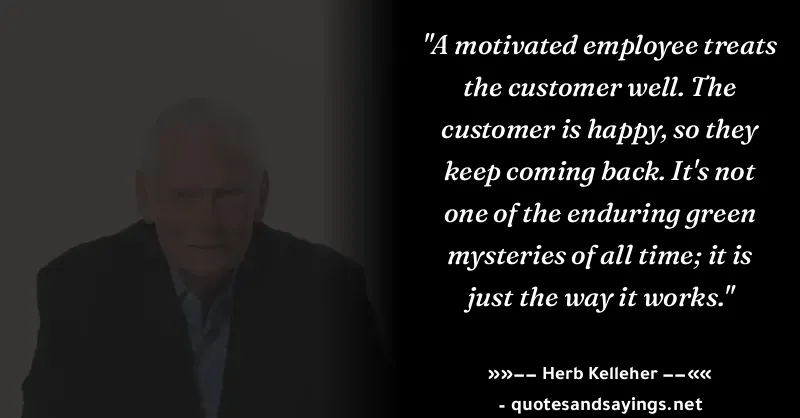 "A motivated employee treats
the customer well. The
customer is happy, so they
keep coming back. It's not
one of the enduring green
mysteries of all time; it is
just the way it works."
»»−− Herb Kelleher −−««
- quotesandsayings.net